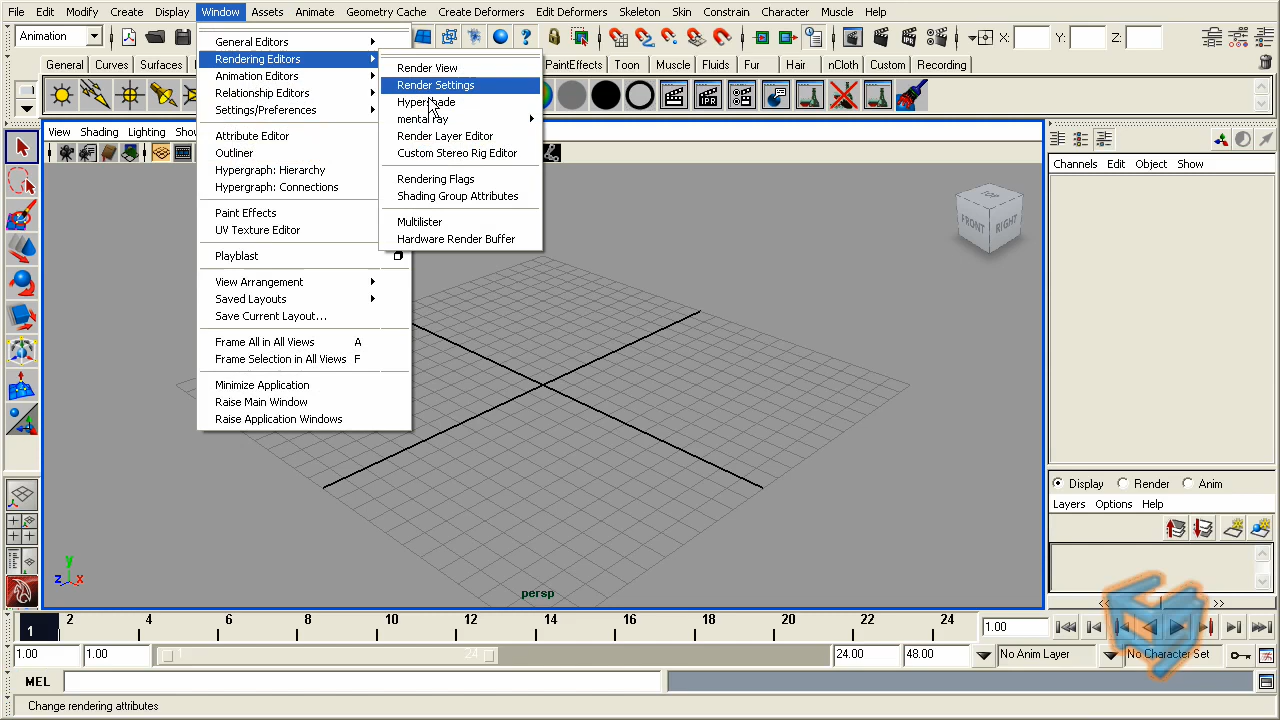 File Edit Modify Create Display Window Assets Animate Geometry Cache Create Deformers Edit Deformers Skeleton Skin Constrain Character Muscle Help
Animation X: Y: Z:
General Curves Surfaces PaintEffects Toon Muscle Fluids Fur Hair nCloth Custom Recording
IPR
View Shading Lighting
General Editors
Rendering Editors
Animation Editors
Relationship Editors
Settings/Preferences
Attribute Editor
Outliner
Hypergraph: Hierarchy
Hypergraph: Connections
Paint Effects
UV Texture Editor
Playblast
View Arrangement
Saved Layouts
Save Current Layout...
Frame All in All Views A
Frame Selection in All Views F
Minimize Application
Raise Main Window
Raise Application Windows
Render View
Render Settings
Hypershade
mental ray
Render Layer Editor
Custom Stereo Rig Editor
Rendering Flags
Shading Group Attributes
Multilister
Hardware Render Buffer
TOP
FRONT RIGHT
Channels Edit Object Show
Display Render Anim
Layers Options Help
y
z x
persp
1 2 4 6 8 10 12 14 16 18 20 22 24 1.00
1.00 1.00 1 24 24.00 48.00 No Anim Layer No Character Set
MEL
Change rendering attributes